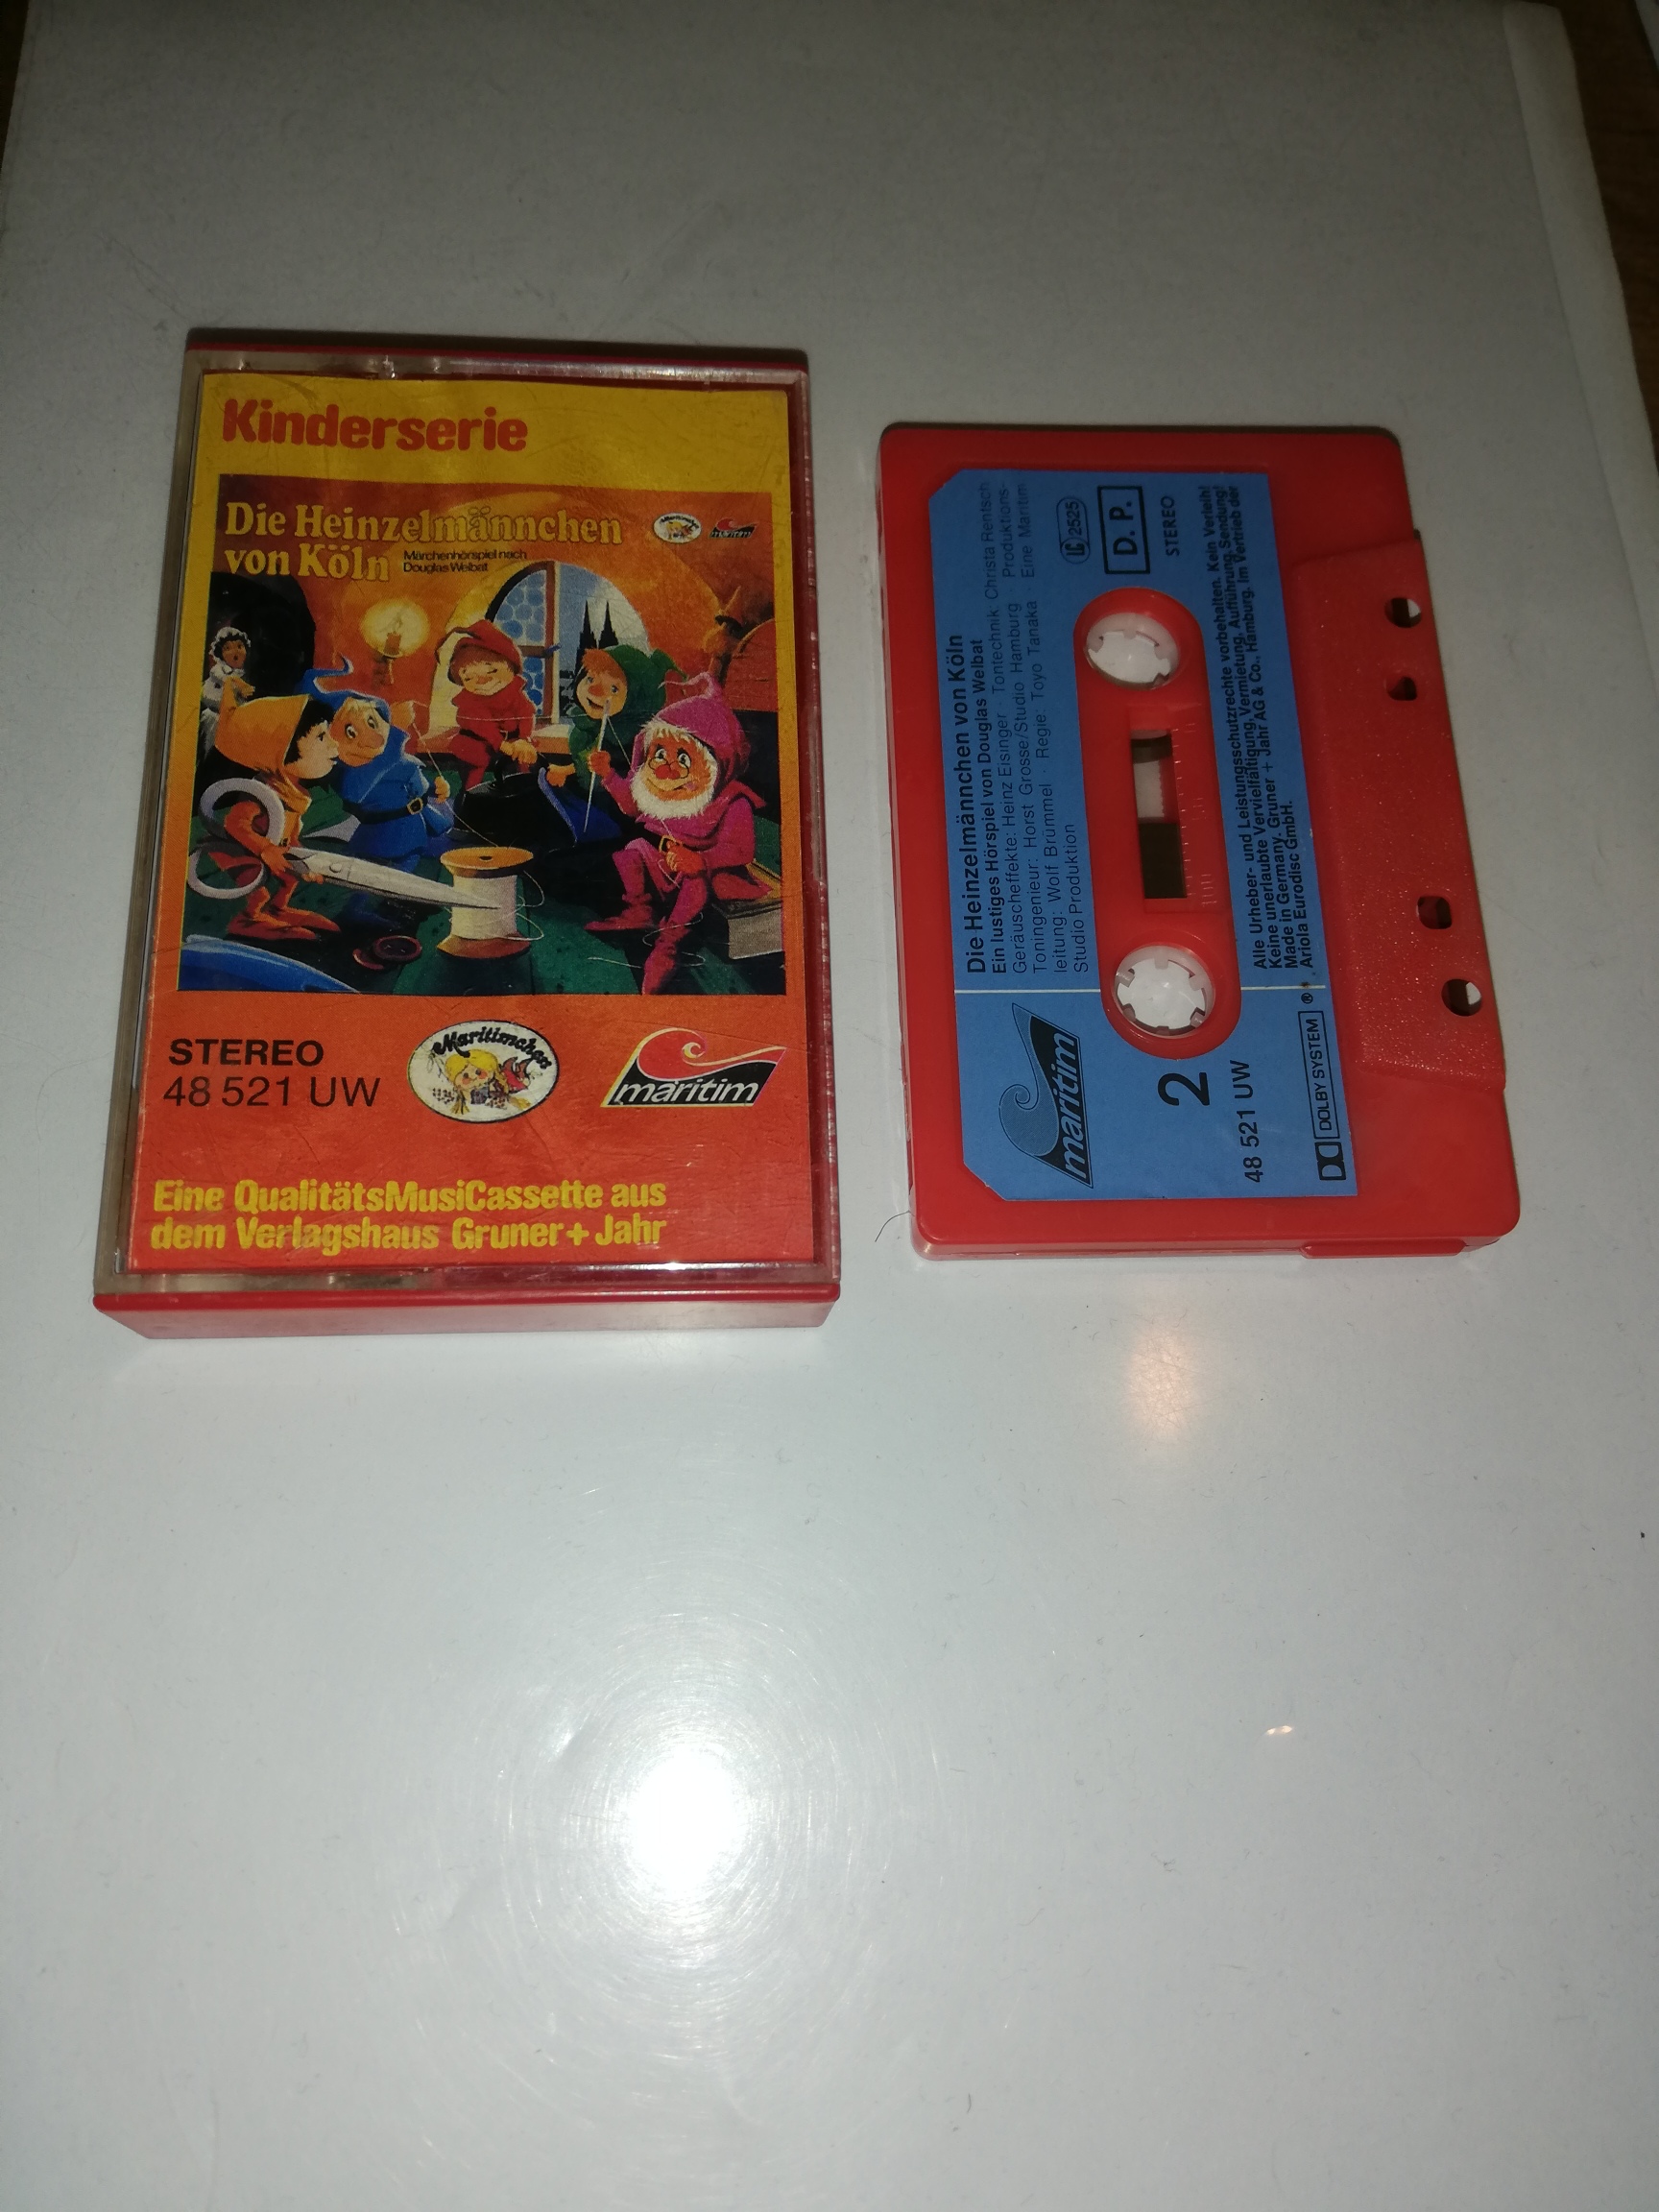 Kinderserie
Die Heinzelmännchen
von Köln
Märchenhörspiel nach
Douglas Welbat
maritim
STEREO
48 521 UW
Maritimchen
maritim
Eine QualitätsMusiCassette aus
dem Verlagshaus Gruner + Jahr
Die Heinzelmännchen von Köln
Ein lustiges Hörspiel von Douglas Welbat
Geräuscheffekte: Heinz Eisinger · Tontechnik Christa Rentsch
Toningenieur: Horst Grosse/Studio Hamburg · Produktions-
leitung: Wolf Brümmel · Regie: Toyo Tanaka · Eine Maritim
Studio Produktion
LC 2525
D. P.
STEREO
maritim
2
48 521 UW
Alle Urheber- und Leistungsschutzrechte vorbehalten. Kein Verleih!
Keine unerlaubte Vervielfältigung, Vermietung, Aufführung, Sendung!
Made in Germany. Gruner + Jahr AG & Co., Hamburg. Im Vertrieb der
Ariola Eurodisc GmbH.
DOLBY SYSTEM ®
100